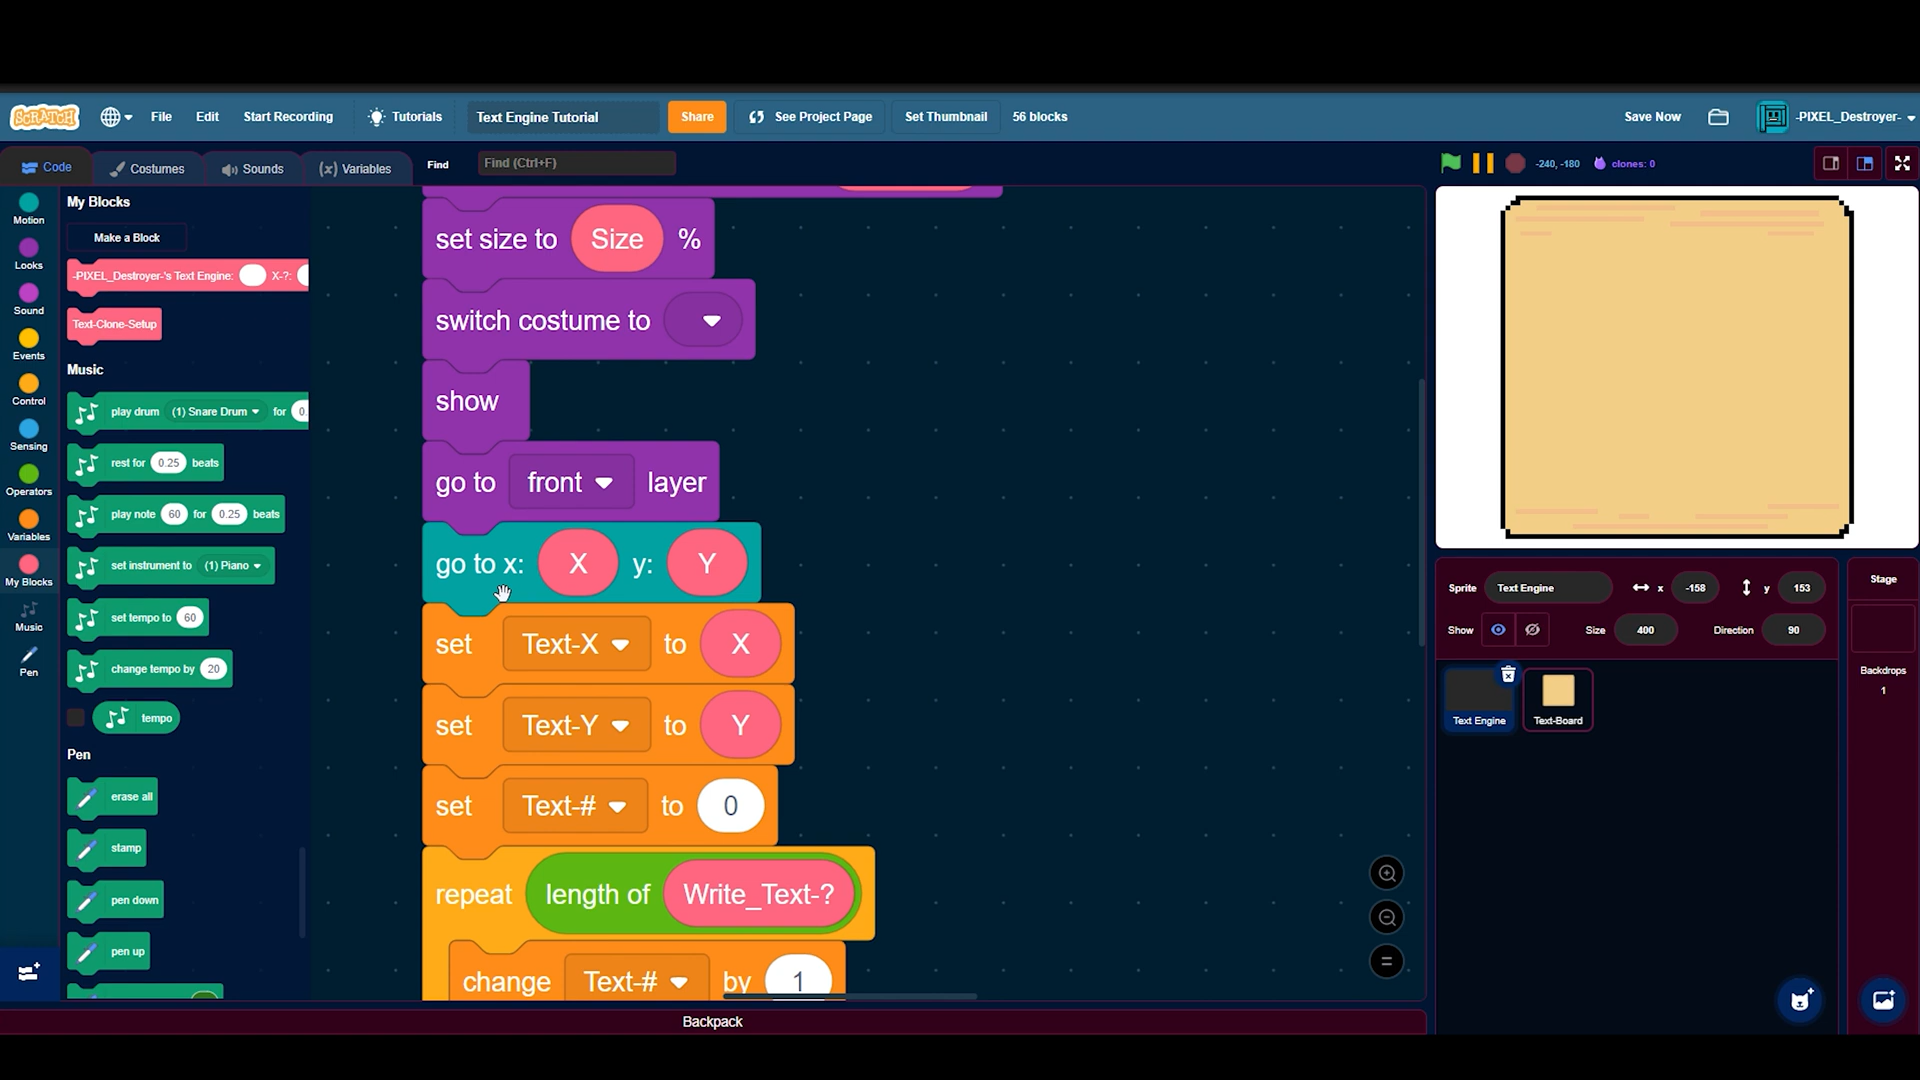 SCRATCH File Edit Start Recording Tutorials Text Engine Tutorial Share See Project Page Set Thumbnail 56 blocks Save Now -PIXEL_Destroyer-
Code Costumes Sounds (x) Variables Find Find (Ctrl+F) -240, -180 clones: 0
Motion
Looks
Sound
Events
Control
Sensing
Operators
Variables
My Blocks
Music
Pen
My Blocks
Make a Block
-PIXEL_Destroyer-'s Text Engine: X-?:
Text-Clone-Setup
Music
play drum (1) Snare Drum for 0.
rest for 0.25 beats
play note 60 for 0.25 beats
set instrument to (1) Piano
set tempo to 60
change tempo by 20
tempo
Pen
erase all
stamp
pen down
pen up
set size to Size %
switch costume to
show
go to front layer
go to x: X y: Y
set Text-X to X
set Text-Y to Y
set Text-# to 0
repeat length of Write_Text-?
change Text-# by 1
Backpack
Sprite Text Engine x -158 y 153
Show Size 400 Direction 90
Text Engine Text-Board
Stage
Backdrops
1